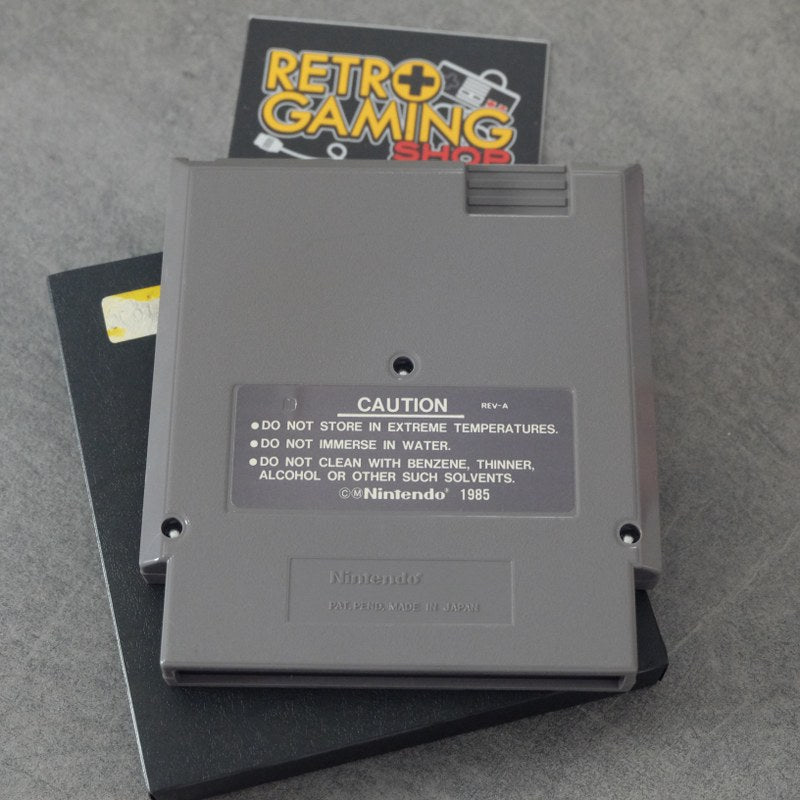 RETRO
GAMING
SHOP
CAUTION REV-A
●DO NOT STORE IN EXTREME TEMPERATURES.
●DO NOT IMMERSE IN WATER.
●DO NOT CLEAN WITH BENZENE, THINNER,
ALCOHOL OR OTHER SUCH SOLVENTS.
©ⓂNintendo® 1985
Nintendo®
PAT. PEND. MADE IN JAPAN